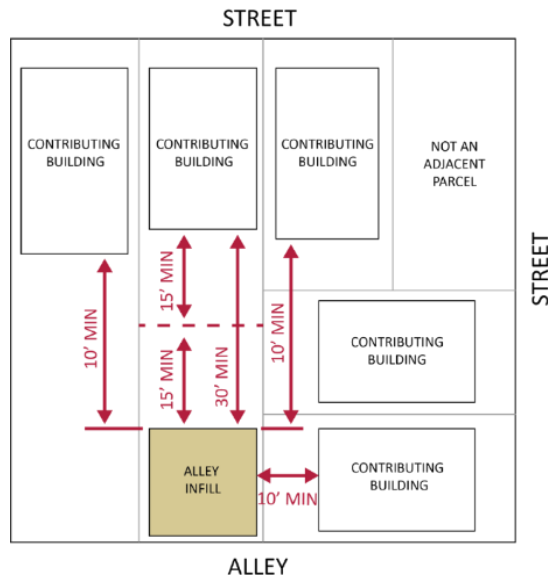 STREET
CONTRIBUTING
BUILDING
CONTRIBUTING
BUILDING
CONTRIBUTING
BUILDING
NOT AN
ADJACENT
PARCEL
STREET
10' MIN
15' MIN
15' MIN
30' MIN
10' MIN
CONTRIBUTING
BUILDING
ALLEY
INFILL
10' MIN
CONTRIBUTING
BUILDING
ALLEY